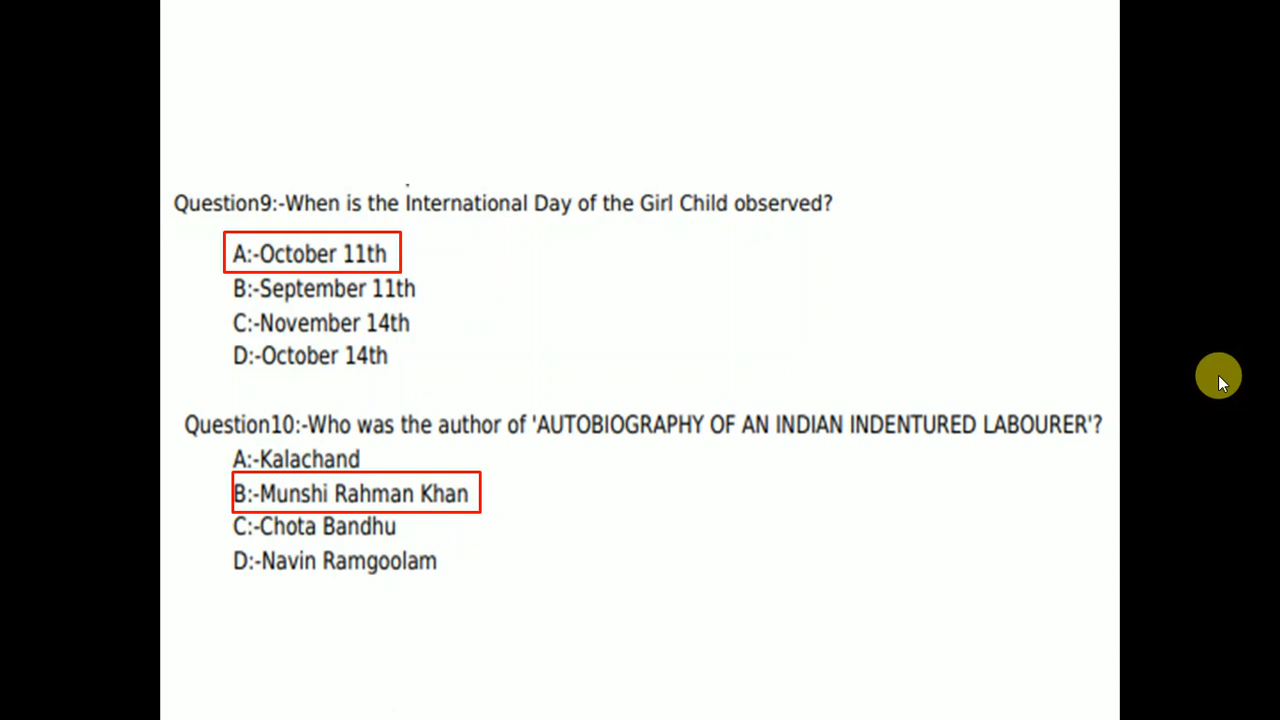 Question9:-When is the International Day of the Girl Child observed?
A:-October 11th
B:-September 11th
C:-November 14th
D:-October 14th
Question10:-Who was the author of 'AUTOBIOGRAPHY OF AN INDIAN INDENTURED LABOURER'?
A:-Kalachand
B:-Munshi Rahman Khan
C:-Chota Bandhu
D:-Navin Ramgoolam